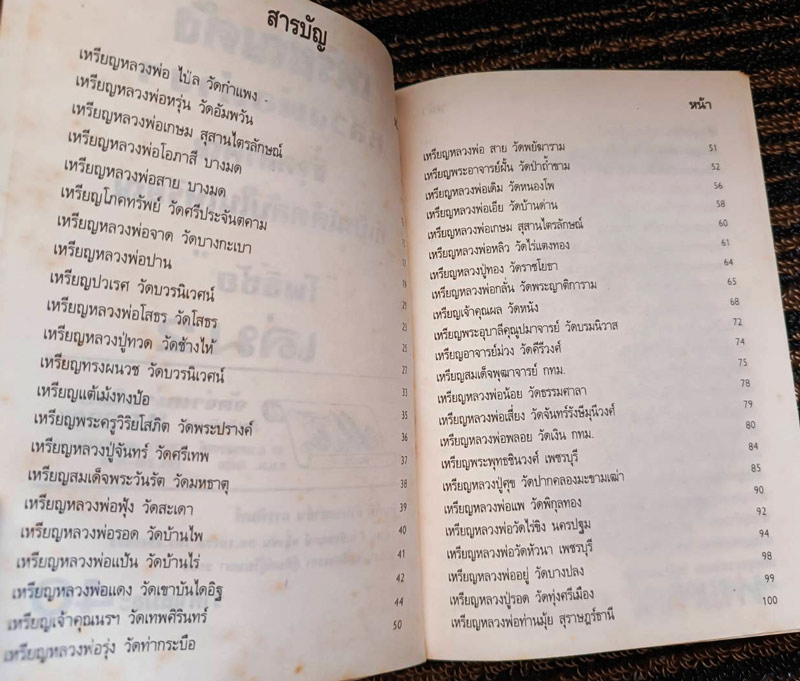 สารบัญ
เหรียญหลวงพ่อ ไปล่ วัดกำแพง
เหรียญหลวงพ่อหรุ่น วัดอัมพวัน
เหรียญหลวงพ่อเกษม สุสานไตรลักษณ์
เหรียญหลวงพ่อโอภาสี บางมด
เหรียญหลวงพ่อสาย บางมด
เหรียญโภคทรัพย์ วัดศรีประจันตคาม
เหรียญหลวงพ่อจาด วัดบางกะเบา
เหรียญหลวงพ่อปาน
เหรียญปวเรศ วัดบวรนิเวศน์ 19
เหรียญหลวงพ่อโสธร วัดโสธร 21
เหรียญหลวงปู่ทวด วัดช้างให้ 23
เหรียญทรงผนวช วัดบวรนิเวศน์ 25
เหรียญแต้เม้งทงป้อ 27
เหรียญพระครูวิริยโสภิต วัดพระปรางค์ 33
เหรียญหลวงปู่จันทร์ วัดศรีเทพ 35
เหรียญสมเด็จพระวันรัต วัดมหธาตุ 36
เหรียญหลวงพ่อฟุ้ง วัดสะเดา 37
เหรียญหลวงพ่อรอด วัดบ้านไพ 38
เหรียญหลวงพ่อแป้น วัดบ้านไร่ 39
เหรียญหลวงพ่อแดง วัดเขาบันไดอิฐ 40
เหรียญเจ้าคุณนรฯ วัดเทพศิรินทร์ 41
เหรียญหลวงพ่อรุ่ง วัดท่ากระบือ 42
44
50
หน้า
เหรียญหลวงพ่อ สาย วัดพยัฆาราม 51
เหรียญพระอาจารย์ฝั้น วัดป่าถ้ำขาม 52
เหรียญหลวงพ่อเดิม วัดหนองโพ 56
เหรียญหลวงพ่อเอีย วัดบ้านด่าน 58
เหรียญหลวงพ่อเกษม สุสานไตรลักษณ์ 60
เหรียญหลวงพ่อหลิว วัดไร่แตงทอง 61
เหรียญหลวงปู่ทอง วัดราชโยธา 64
เหรียญหลวงพ่อกลั่น วัดพระญาติการาม 65
เหรียญเจ้าคุณผล วัดหนัง 68
เหรียญพระอุบาลีคุณูปมาจารย์ วัดบรมนิวาส 72
เหรียญอาจารย์ม่วง วัดคีรีวงศ์ 74
เหรียญสมเด็จพุฒาจารย์ กทม. 75
เหรียญหลวงพ่อน้อย วัดธรรมศาลา 78
เหรียญหลวงพ่อเสี่ยง วัดจันทร์รังษีมุนีวงศ์ 79
เหรียญหลวงพ่อพลอย วัดเงิน กทม. 80
เหรียญพระพุทธชินวงศ์ เพชรบุรี 84
เหรียญหลวงปู่ศุข วัดปากคลองมะขามเฒ่า 85
เหรียญหลวงพ่อแพ วัดพิกุลทอง 90
เหรียญหลวงพ่อวัดไร่ขิง นครปฐม 92
เหรียญหลวงพ่อวัดหัวนา เพชรบุรี 94
เหรียญหลวงพ่ออยู่ วัดบางปลง 98
เหรียญหลวงปู่รอด วัดทุ่งศรีเมือง 99
เหรียญหลวงพ่อท่านมุ้ย สุราษฎร์ธานี 100